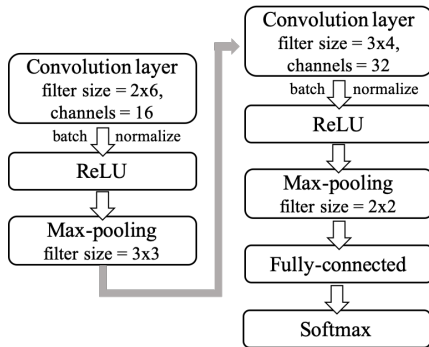 Convolution layer
filter size = 2x6,
channels = 16
batch normalize
ReLU
Max-pooling
filter size = 3x3
Convolution layer
filter size = 3x4,
channels = 32
batch normalize
ReLU
Max-pooling
filter size = 2x2
Fully-connected
Softmax